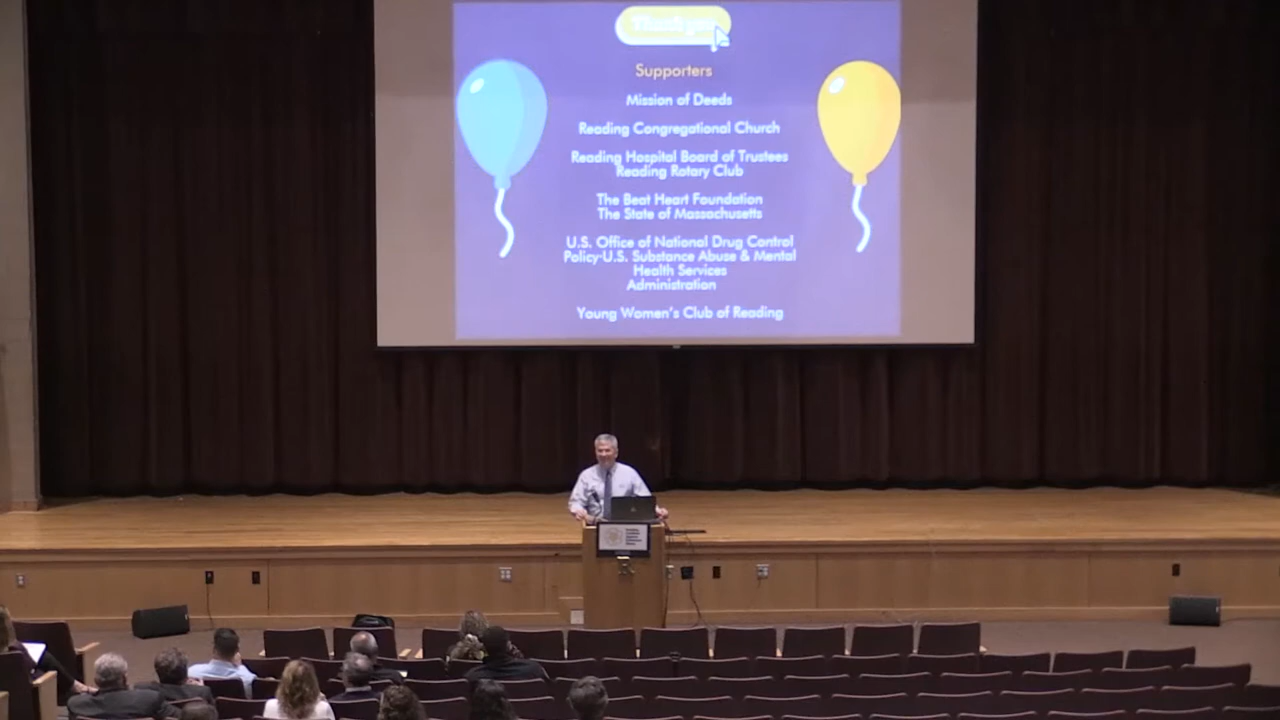 Supporters
Mission of Deeds
Reading Congregational Church
Reading Hospital Board of Trustees
Reading Rotary Club
The Beat Heart Foundation
The State of Massachusetts
U.S. Office of National Drug Control
Policy-U.S. Substance Abuse & Mental
Health Services
Administration
Young Women's Club of Reading